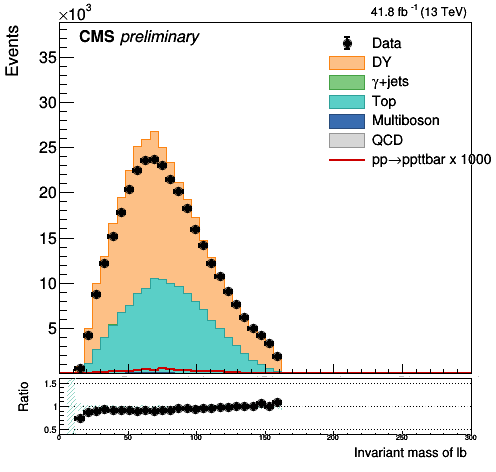 ×10³
41.8 fb⁻¹ (13 TeV)
CMS preliminary
Events
35
30
25
20
15
10
5
Data
DY
γ+jets
Top
Multiboson
QCD
pp→ppttbar x 1000
Ratio
1.5
1
0.5
0 50 100 150 200 250 300
Invariant mass of lb